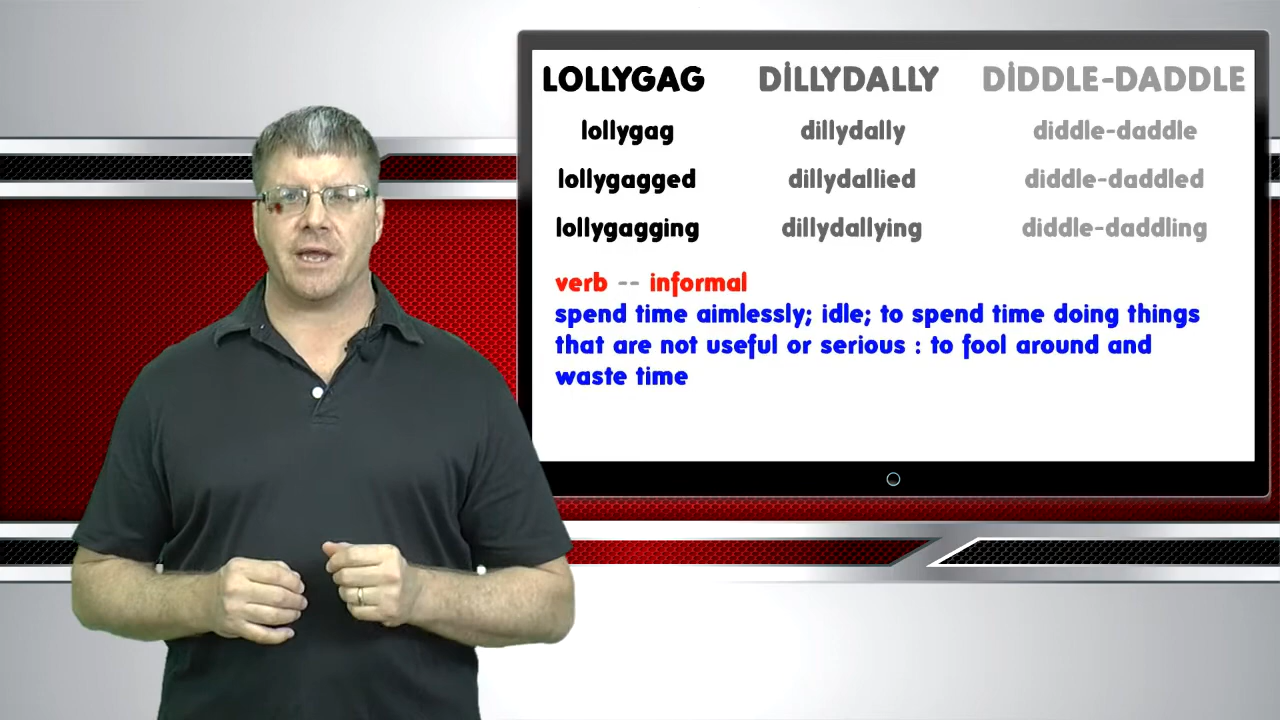 LOLLYGAG DİLLYDALLY DİDDLE-DADDLE
lollygag dillydally diddle-daddle
lollygagged dillydallied diddle-daddled
lollygagging dillydallying diddle-daddling
verb -- informal
spend time aimlessly; idle; to spend time doing things
that are not useful or serious : to fool around and
waste time